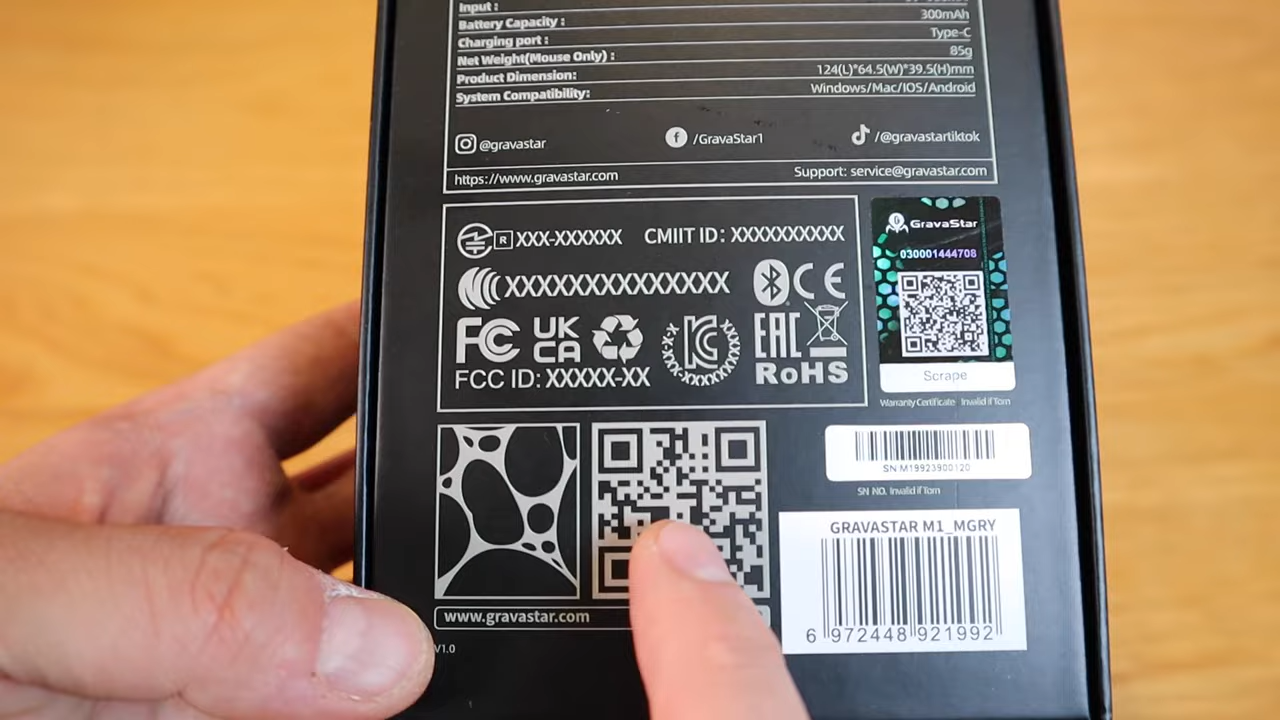 Input :
Battery Capacity : 300mAh
Charging port : Type-C
Net Weight(Mouse Only) : 85g
Product Dimension: 124(L)*64.5(W)*39.5(H)mm
System Compatibility: Windows/Mac/IOS/Android
@gravastar /GravaStar1 /@gravastartiktok
https://www.gravastar.com Support: service@gravastar.com
R XXX-XXXXXX CMIIT ID: XXXXXXXXXX
XXXXXXXXXXXXXX CE
FC UK CA EAC
FCC ID: XXXXX-XX RoHS
GravaStar
030001444708
Scrape
Warranty Certificate Invalid if Torn
SN M19923900120
SN NO. Invalid if Torn
GRAVASTAR M1_MGRY
6 972448 921992
www.gravastar.com
V1.0